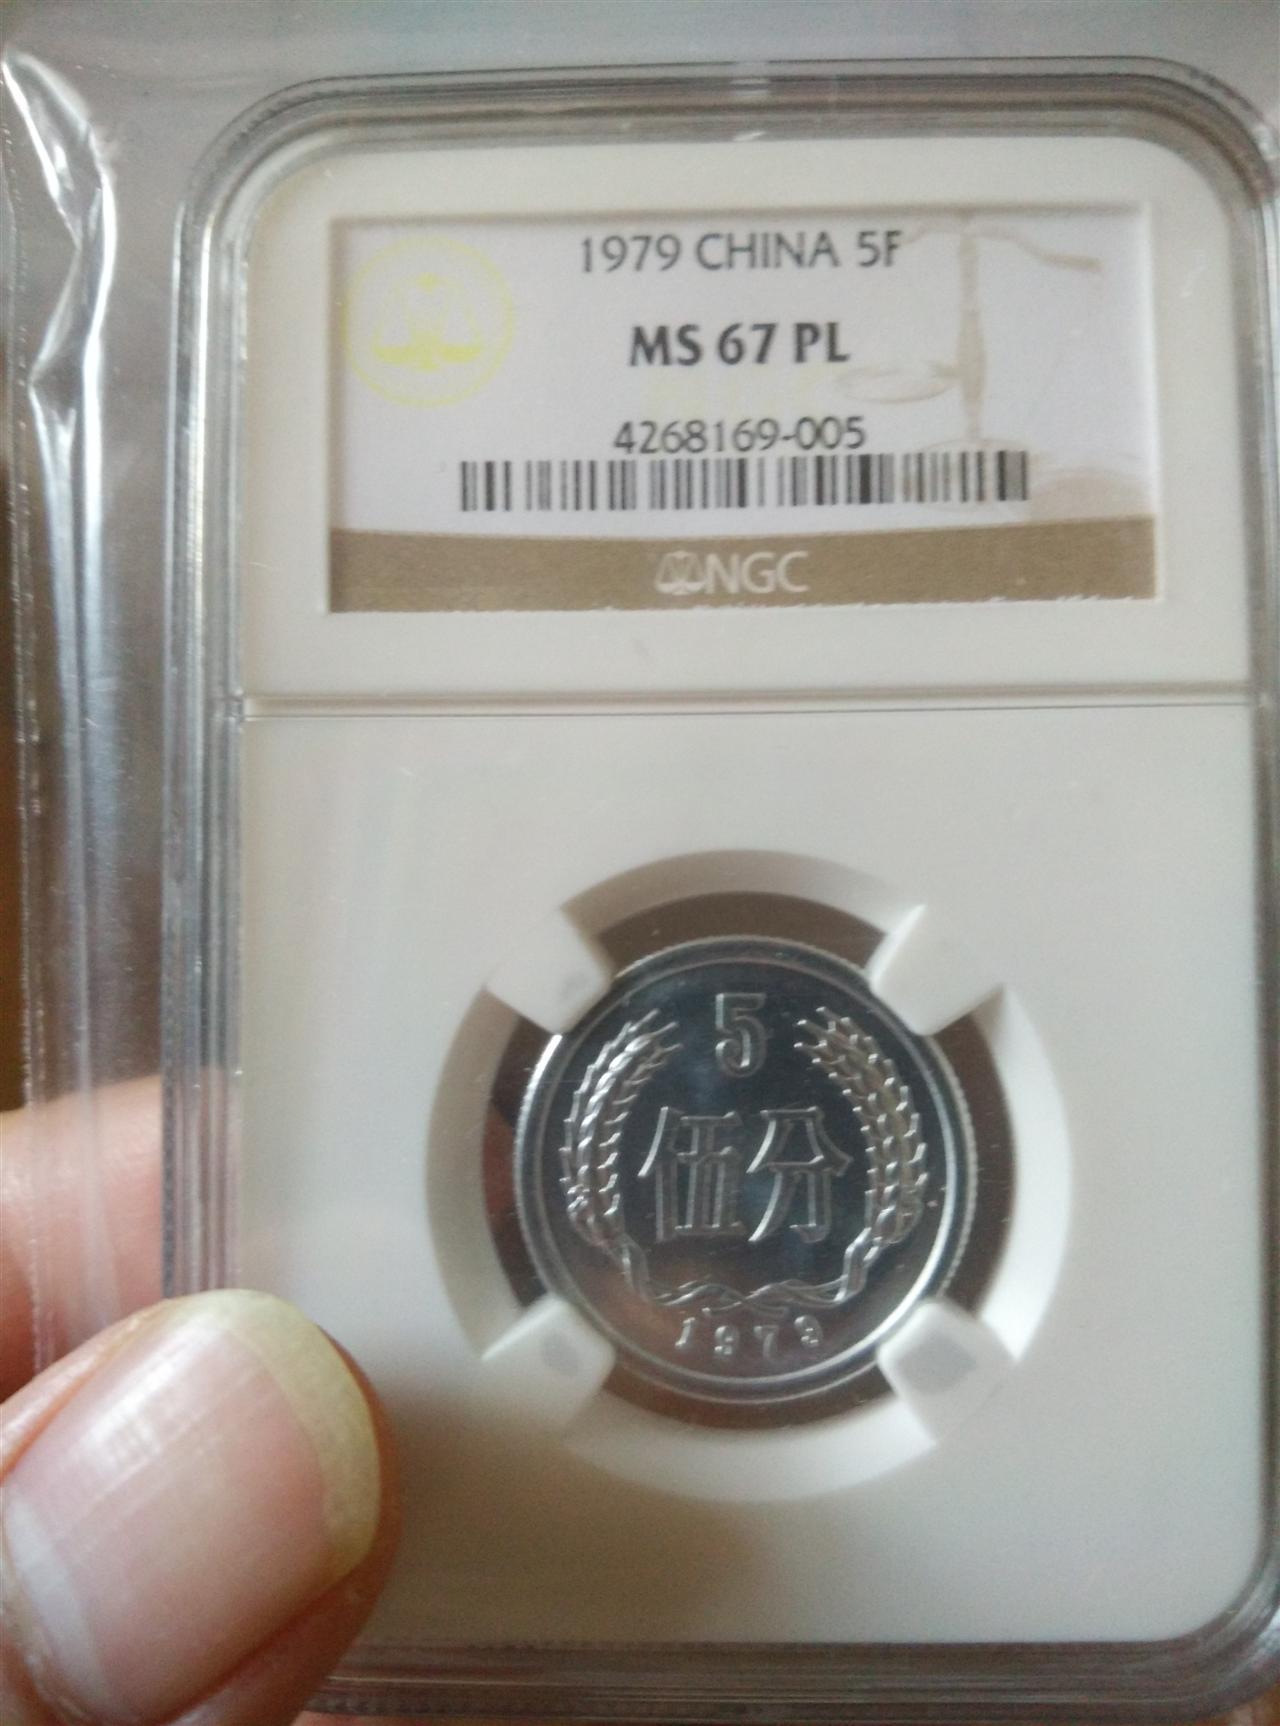 1979 CHINA 5F
MS 67 PL
4268169-005
NGC
5
伍分
1979